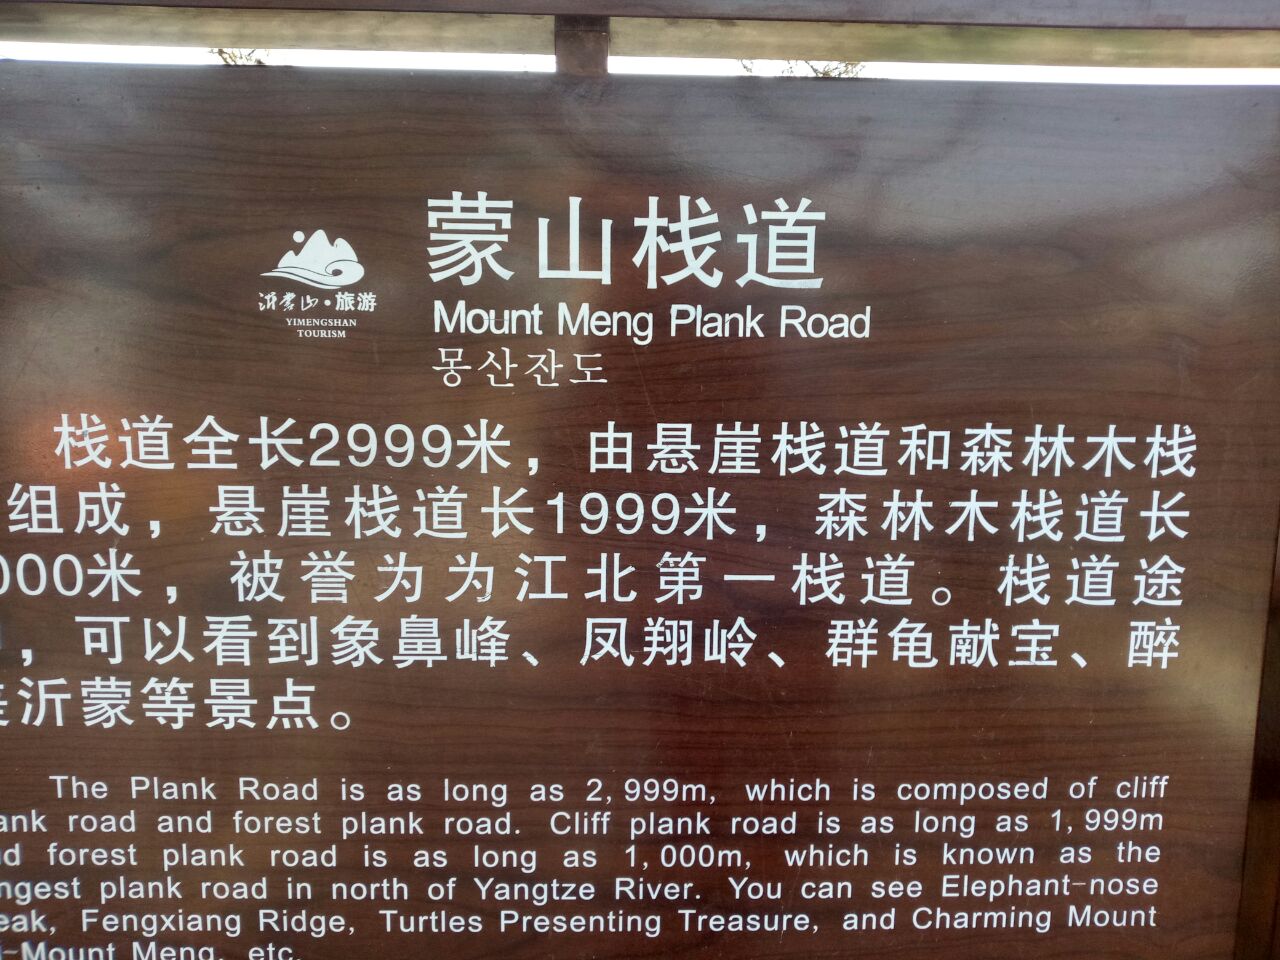 蒙山栈道
沂蒙山·旅游
YIMENGSHAN
TOURISM
Mount Meng Plank Road
몽산잔도
栈道全长2999米，由悬崖栈道和森林木栈
组成，悬崖栈道长1999米，森林木栈道长
000米，被誉为为江北第一栈道。栈道途
，可以看到象鼻峰、凤翔岭、群龟献宝、醉
沂蒙等景点。
The Plank Road is as long as 2,999m, which is composed of cliff
ank road and forest plank road. Cliff plank road is as long as 1,999m
d forest plank road is as long as 1,000m, which is known as the
ngest plank road in north of Yangtze River. You can see Elephant-nose
eak, Fengxiang Ridge, Turtles Presenting Treasure, and Charming Mount
-Mount Meng, etc.